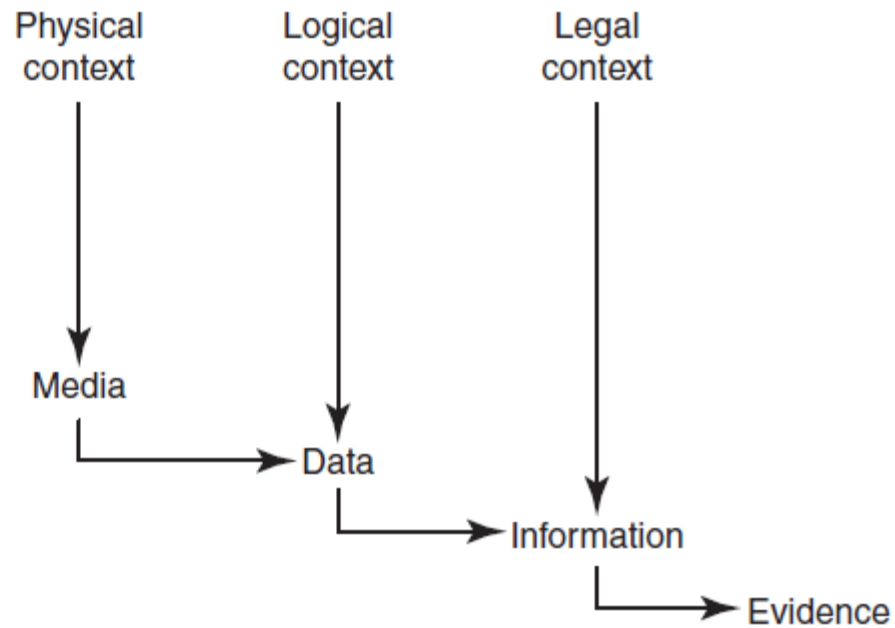 Physical
context
Logical
context
Legal
context
Media
Data
Information
Evidence